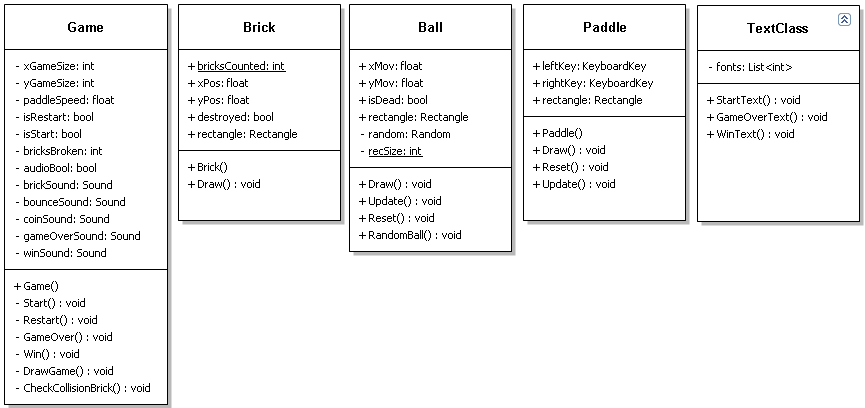 Game
- xGameSize: int
- yGameSize: int
- paddleSpeed: float
- isRestart: bool
- isStart: bool
- bricksBroken: int
- audioBool: bool
- brickSound: Sound
- bounceSound: Sound
- coinSound: Sound
- gameOverSound: Sound
- winSound: Sound
+ Game()
- Start() : void
- Restart() : void
- GameOver() : void
- Win() : void
- DrawGame() : void
- CheckCollisionBrick() : void
Brick
+ bricksCounted: int
+ xPos: float
+ yPos: float
+ destroyed: bool
+ rectangle: Rectangle
+ Brick()
+ Draw() : void
Ball
+ xMov: float
+ yMov: float
+ isDead: bool
+ rectangle: Rectangle
- random: Random
- recSize: int
+ Draw() : void
+ Update() : void
+ Reset() : void
+ RandomBall() : void
Paddle
+ leftKey: KeyboardKey
+ rightKey: KeyboardKey
+ rectangle: Rectangle
+ Paddle()
+ Draw() : void
+ Reset() : void
+ Update() : void
TextClass
- fonts: List<int>
+ StartText() : void
+ GameOverText() : void
+ WinText() : void